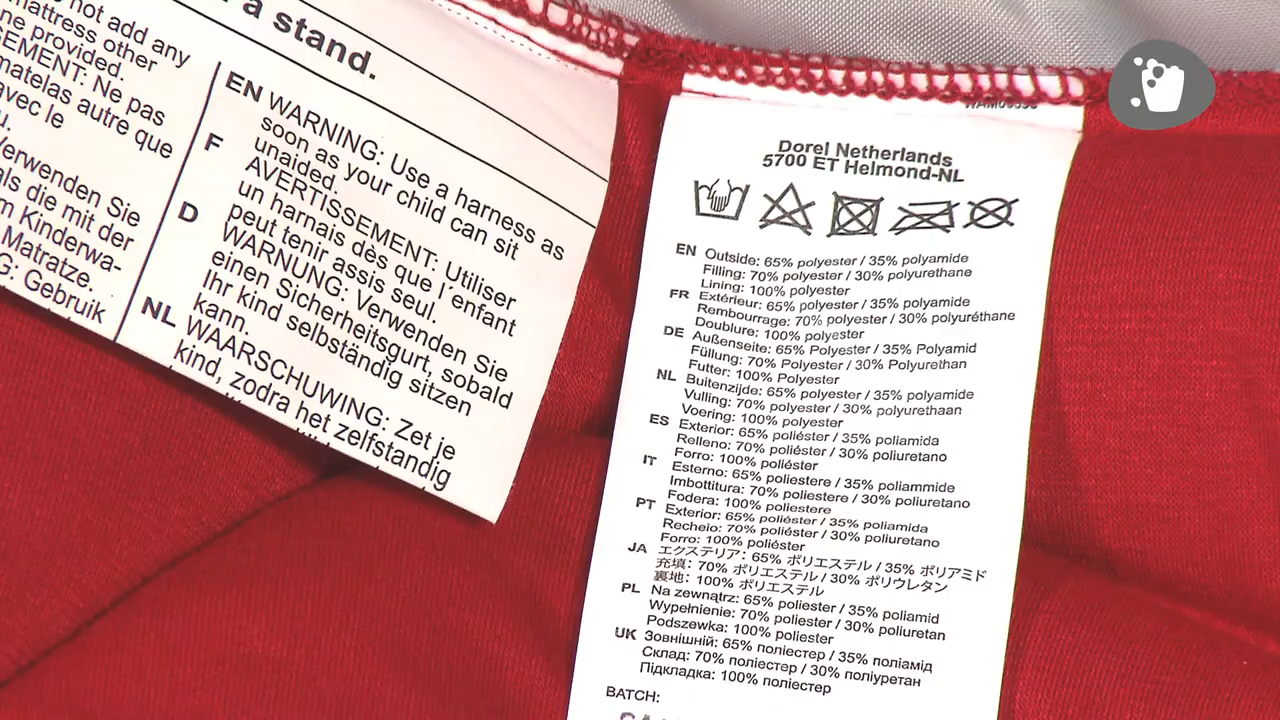 a stand.
not add any
mattress other
ne provided.
SEMENT: Ne pas
matelas autre que
avec le
u.
Verwenden Sie
als die mit der
m Kinderwa-
Matratze.
G: Gebruik
EN WARNING: Use a harness as
soon as your child can sit
unaided.
F AVERTISSEMENT: Utiliser
un harnais dès que l'enfant
peut tenir assis seul.
D WARNUNG: Verwenden Sie
einen Sicherheitsgurt, sobald
Ihr kind selbständig sitzen
kann.
NL WAARSCHUWING: Zet je
kind, zodra het zelfstandig
Dorel Netherlands
5700 ET Helmond-NL
EN Outside: 65% polyester / 35% polyamide
Filling: 70% polyester / 30% polyurethane
Lining: 100% polyester
FR Extérieur: 65% polyester / 35% polyamide
Rembourrage: 70% polyester / 30% polyuréthane
Doublure: 100% polyester
DE Außenseite: 65% Polyester / 35% Polyamid
Füllung: 70% Polyester / 30% Polyurethan
Futter: 100% Polyester
NL Buitenzijde: 65% polyester / 35% polyamide
Vulling: 70% polyester / 30% polyurethaan
Voering: 100% polyester
ES Exterior: 65% poliéster / 35% poliamida
Relleno: 70% poliéster / 30% poliuretano
Forro: 100% poliéster
IT Esterno: 65% poliestere / 35% poliammide
Imbottitura: 70% poliestere / 30% poliuretano
Fodera: 100% poliestere
PT Exterior: 65% poliéster / 35% poliamida
Recheio: 70% poliéster / 30% poliuretano
Forro: 100% poliéster
JA エクステリア: 65% ポリエステル / 35% ポリアミド
充填: 70% ポリエステル / 30% ポリウレタン
裏地: 100% ポリエステル
PL Na zewnątrz: 65% poliester / 35% poliamid
Wypełnienie: 70% poliester / 30% poliuretan
Podszewka: 100% poliester
UK Зовнішній: 65% поліестер / 35% поліамід
Склад: 70% поліестер / 30% поліуретан
Підкладка: 100% поліестер
BATCH: